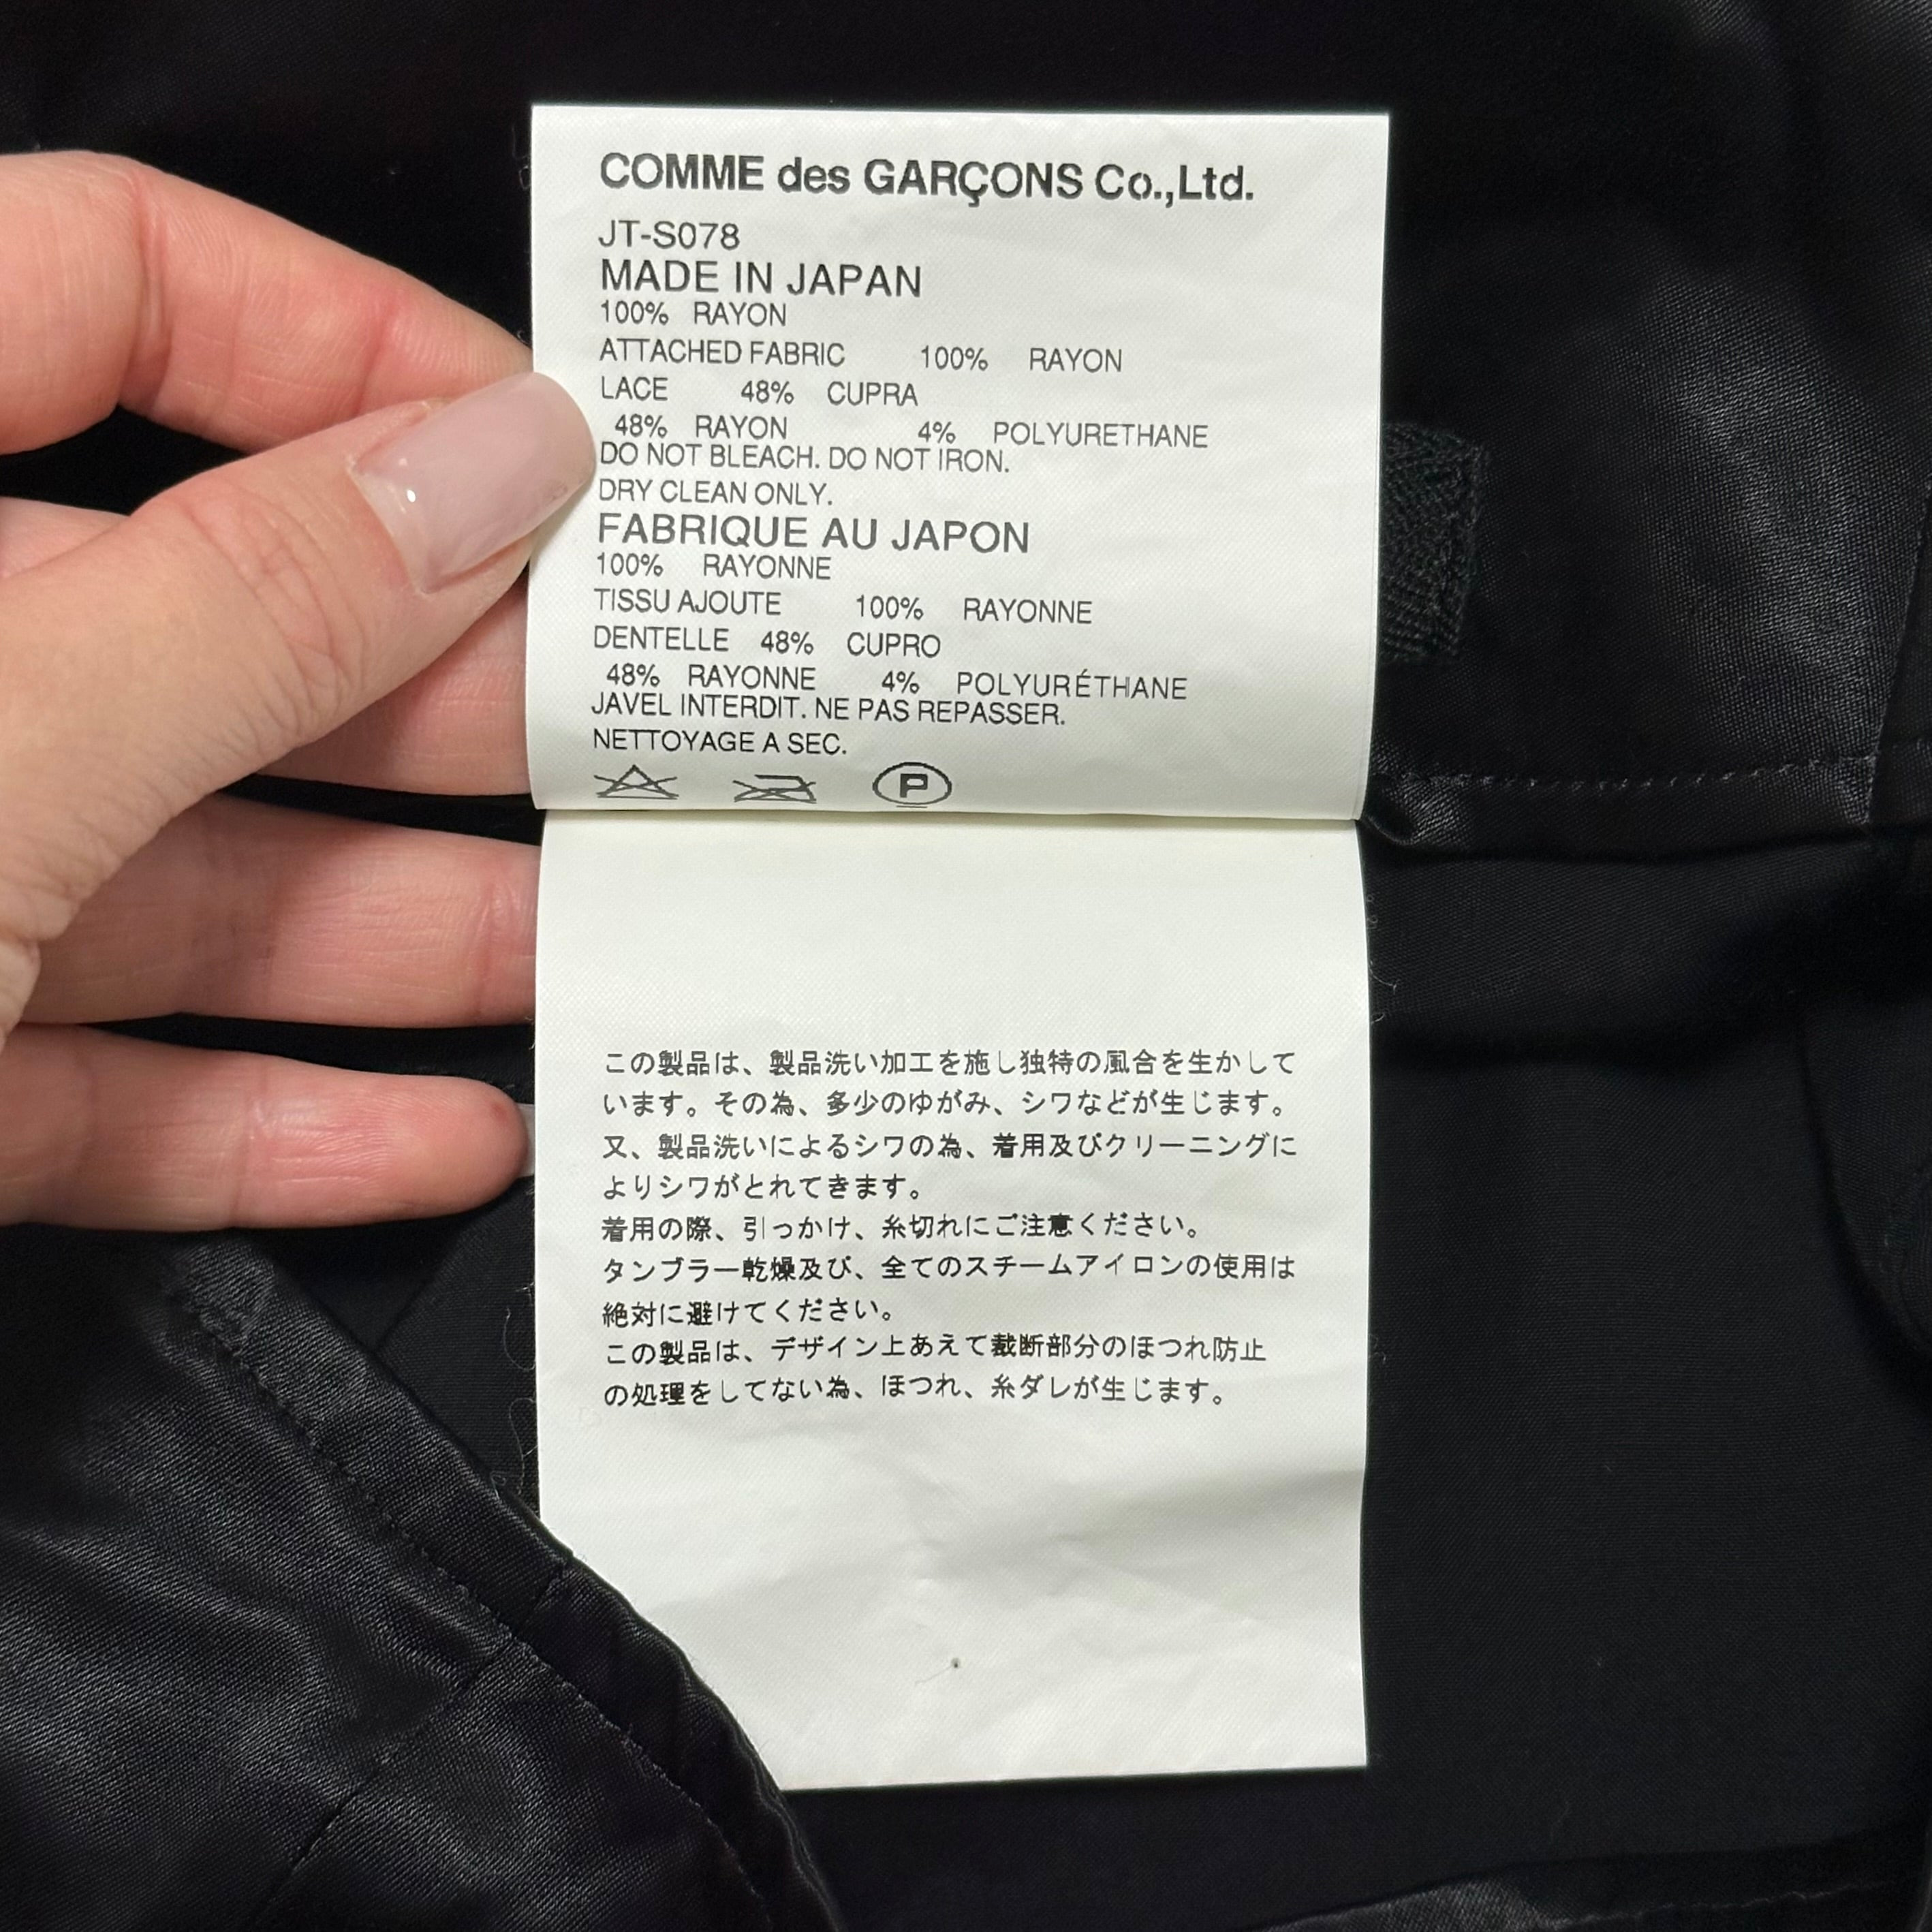 COMME des GARÇONS Co.,Ltd.
JT-S078
MADE IN JAPAN
100% RAYON
ATTACHED FABRIC 100% RAYON
LACE 48% CUPRA
48% RAYON 4% POLYURETHANE
DO NOT BLEACH. DO NOT IRON.
DRY CLEAN ONLY.
FABRIQUE AU JAPON
100% RAYONNE
TISSU AJOUTE 100% RAYONNE
DENTELLE 48% CUPRO
48% RAYONNE 4% POLYURÉTHANE
JAVEL INTERDIT. NE PAS REPASSER.
NETTOYAGE A SEC.
P
この製品は、製品洗い加工を施し独特の風合を生かして
います。その為、多少のゆがみ、シワなどが生じます。
又、製品洗いによるシワの為、着用及びクリーニングに
よりシワがとれてきます。
着用の際、引っかけ、糸切れにご注意ください。
タンブラー乾燥及び、全てのスチームアイロンの使用は
絶対に避けてください。
この製品は、デザイン上あえて裁断部分のほつれ防止
の処理をしてない為、ほつれ、糸ダレが生じます。